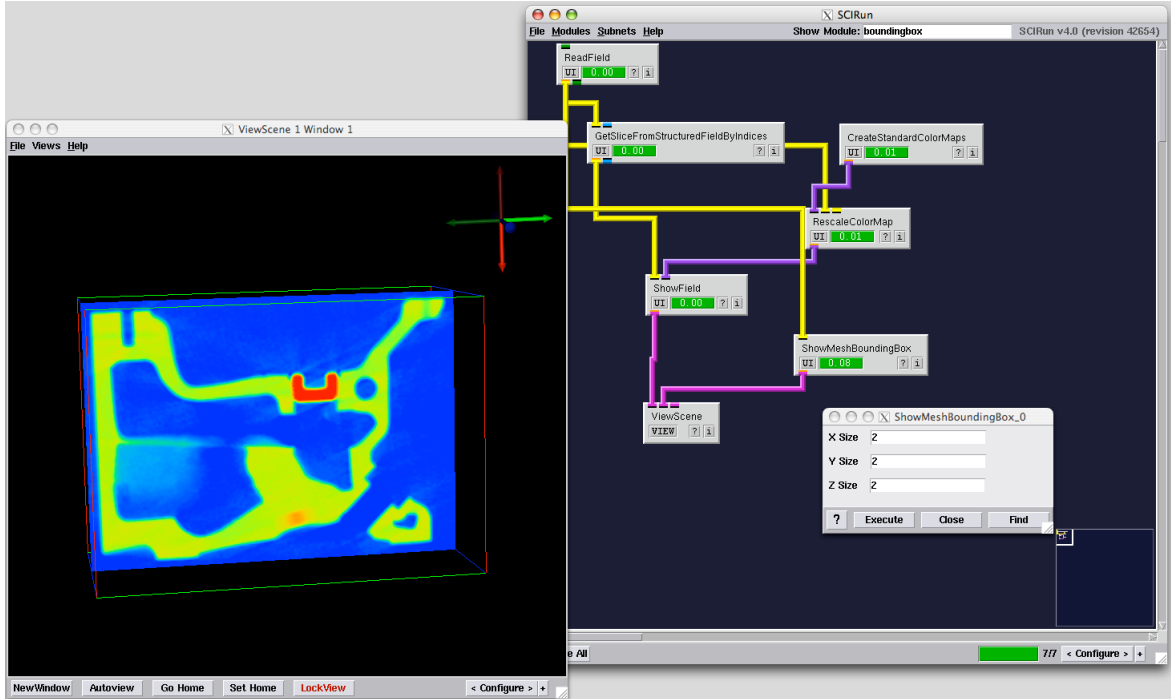 SCIRun
File Modules Subnets Help
Show Module: boundingbox
SCIRun v4.0 (revision 42654)
ReadField
UI 0.00 ? i
GetSliceFromStructuredFieldByIndices
UI 0.00 ? i
CreateStandardColorMaps
UI 0.01 ? i
RescaleColorMap
UI 0.01 ? i
ShowField
UI 0.00 ? i
ShowMeshBoundingBox
UI 0.08 ? i
ViewScene
VIEW ? i
ShowMeshBoundingBox_0
X Size 2
Y Size 2
Z Size 2
? Execute Close Find
All 7/7 < Configure > +
ViewScene 1 Window 1
File Views Help
NewWindow Autoview Go Home Set Home LockView < Configure > +